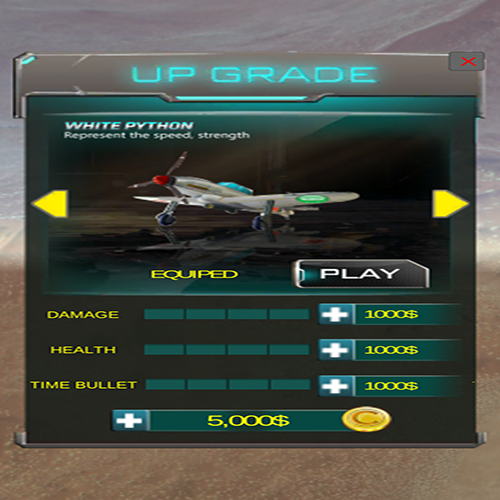 UP GRADE
WHITE PYTHON
Represent the speed, strength
EQUIPED
PLAY
DAMAGE
1000$
HEALTH
1000$
TIME BULLET
1000$
5,000$